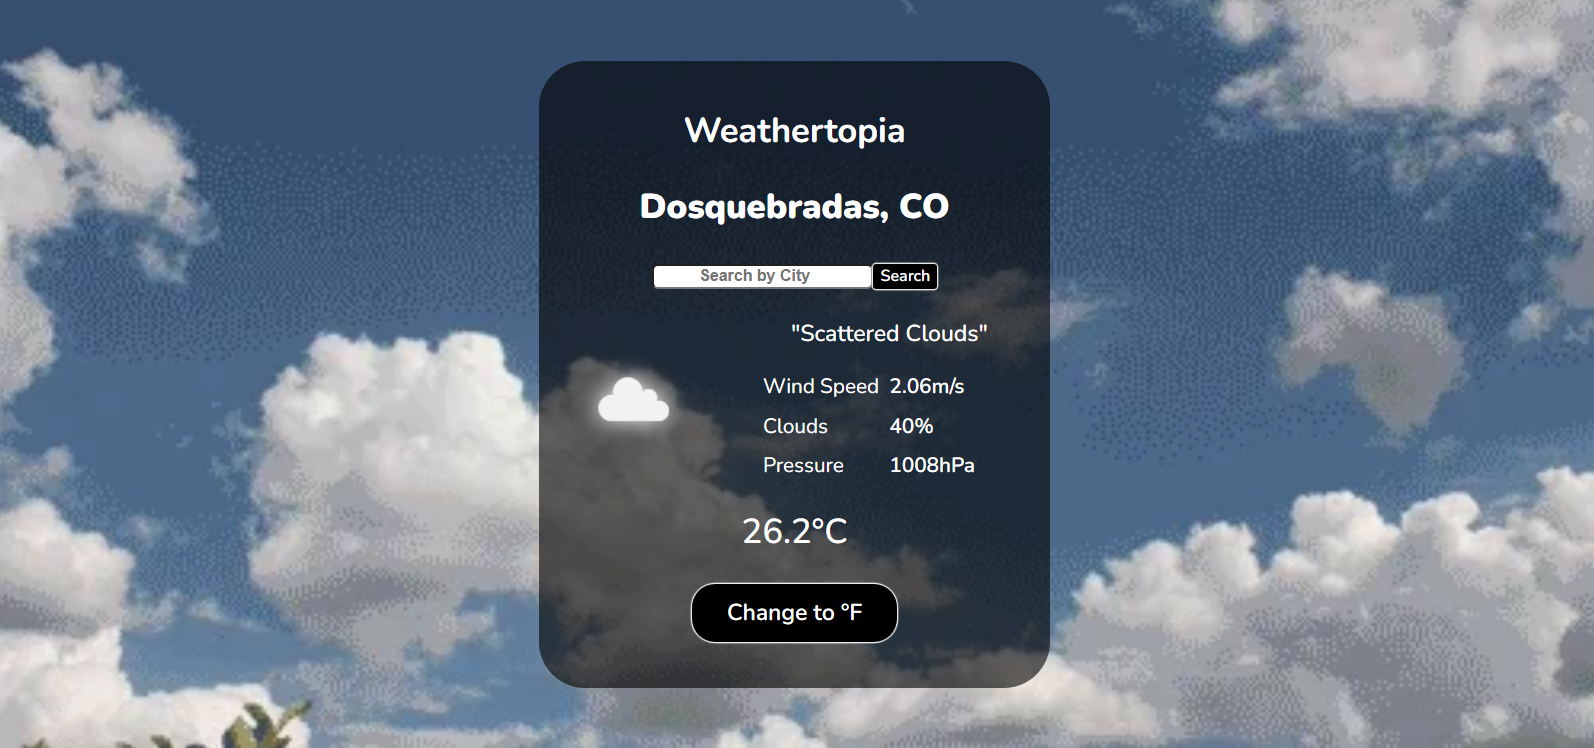 Weathertopia
Dosquebradas, CO
Search by City Search
"Scattered Clouds"
Wind Speed 2.06m/s
Clouds 40%
Pressure 1008hPa
26.2°C
Change to °F